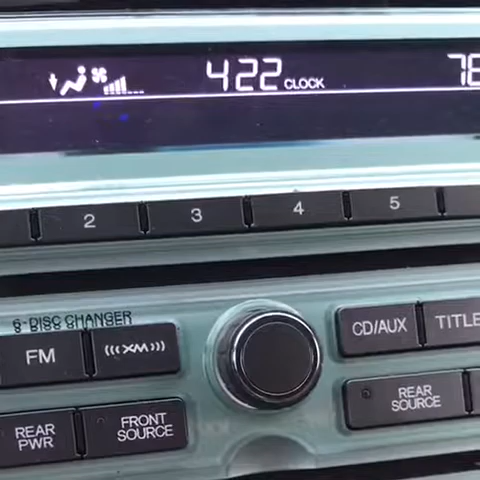 422 CLOCK
2 3 4 5
6-DISC CHANGER
FM XM CD/AUX TITLE
REAR PWR FRONT SOURCE REAR SOURCE